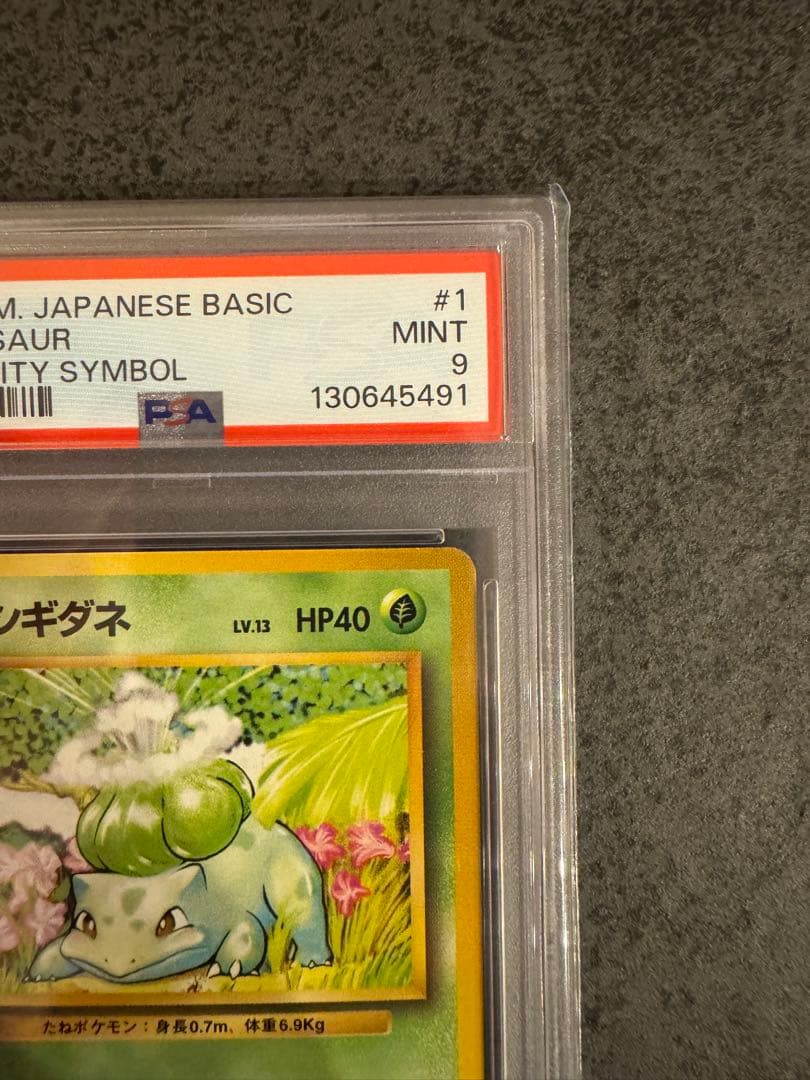 M. JAPANESE BASIC #1
SAUR MINT
ITY SYMBOL 9
PSA 130645491
ンギダネ LV.13 HP40
たねポケモン：身長0.7m、体重6.9Kg